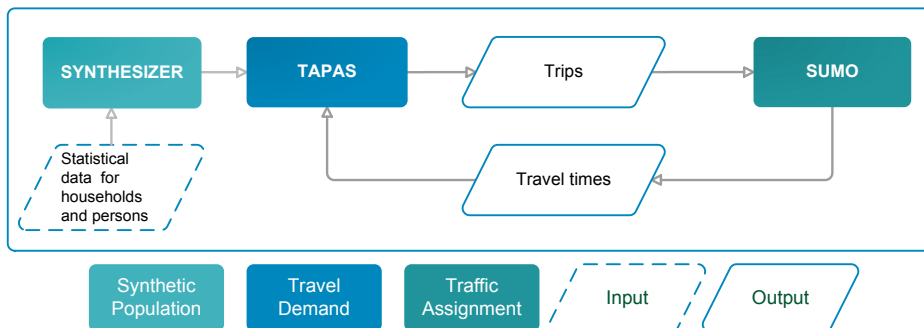 SYNTHESIZER
TAPAS
Trips
SUMO
Statistical
data for
households
and persons
Travel times
Synthetic
Population
Travel
Demand
Traffic
Assignment
Input
Output